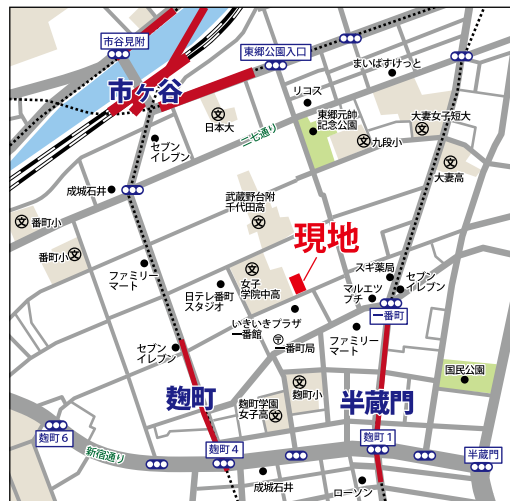 市谷見附
東郷公園入口
まいばすけっと
市ヶ谷
リコス
日本大
東郷元帥
記念公園
大妻女子短大
二七通り
九段小
セブン
イレブン
大妻高
成城石井
武蔵野台附
千代田高
番町小
現地
番町小
ファミリー
マート
女子
学院中高
スギ薬局
セブン
イレブン
日テレ番町
スタジオ
マルエツ
プチ
いきいきプラザ
一番館
一番町
〒
一番町局
ファミリー
マート
セブン
イレブン
国民公園
麹町
麹町小
半蔵門
麹町学園
女子高
麹町6
新宿通り
麹町4
麹町1
半蔵門
成城石井
ローソン